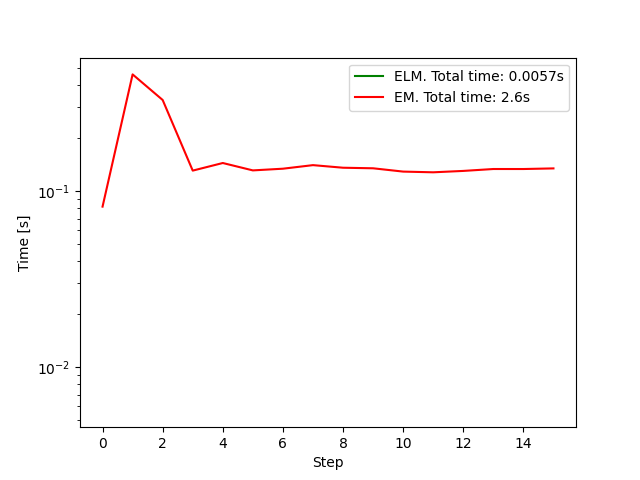 ELM. Total time: 0.0057s
EM. Total time: 2.6s
10⁻¹
10⁻²
Time [s]
0 2 4 6 8 10 12 14
Step